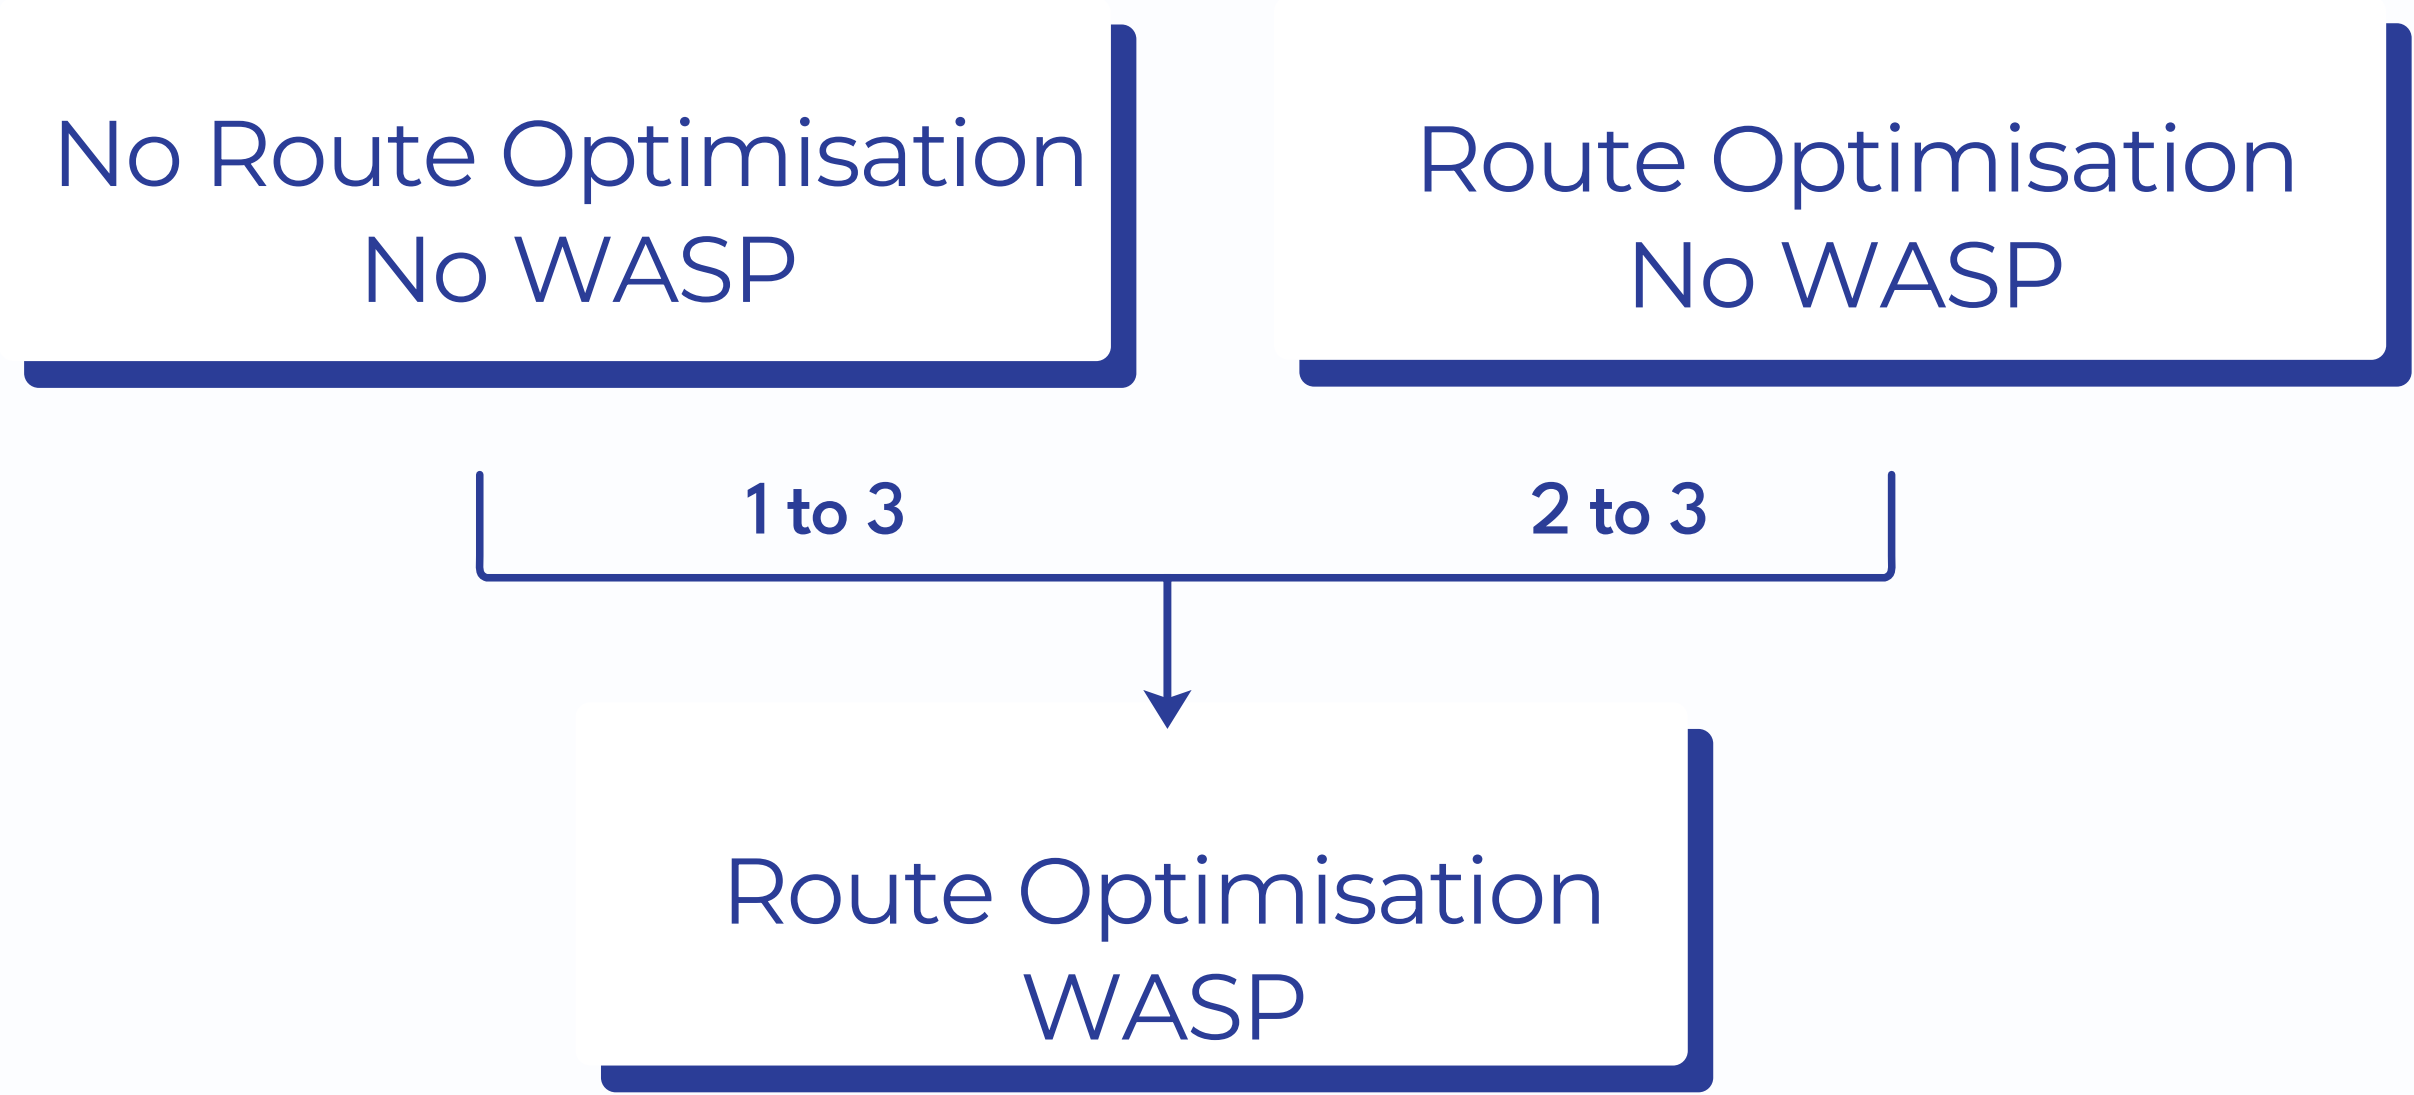 No Route Optimisation
No WASP
Route Optimisation
No WASP
1 to 3
2 to 3
Route Optimisation
WASP